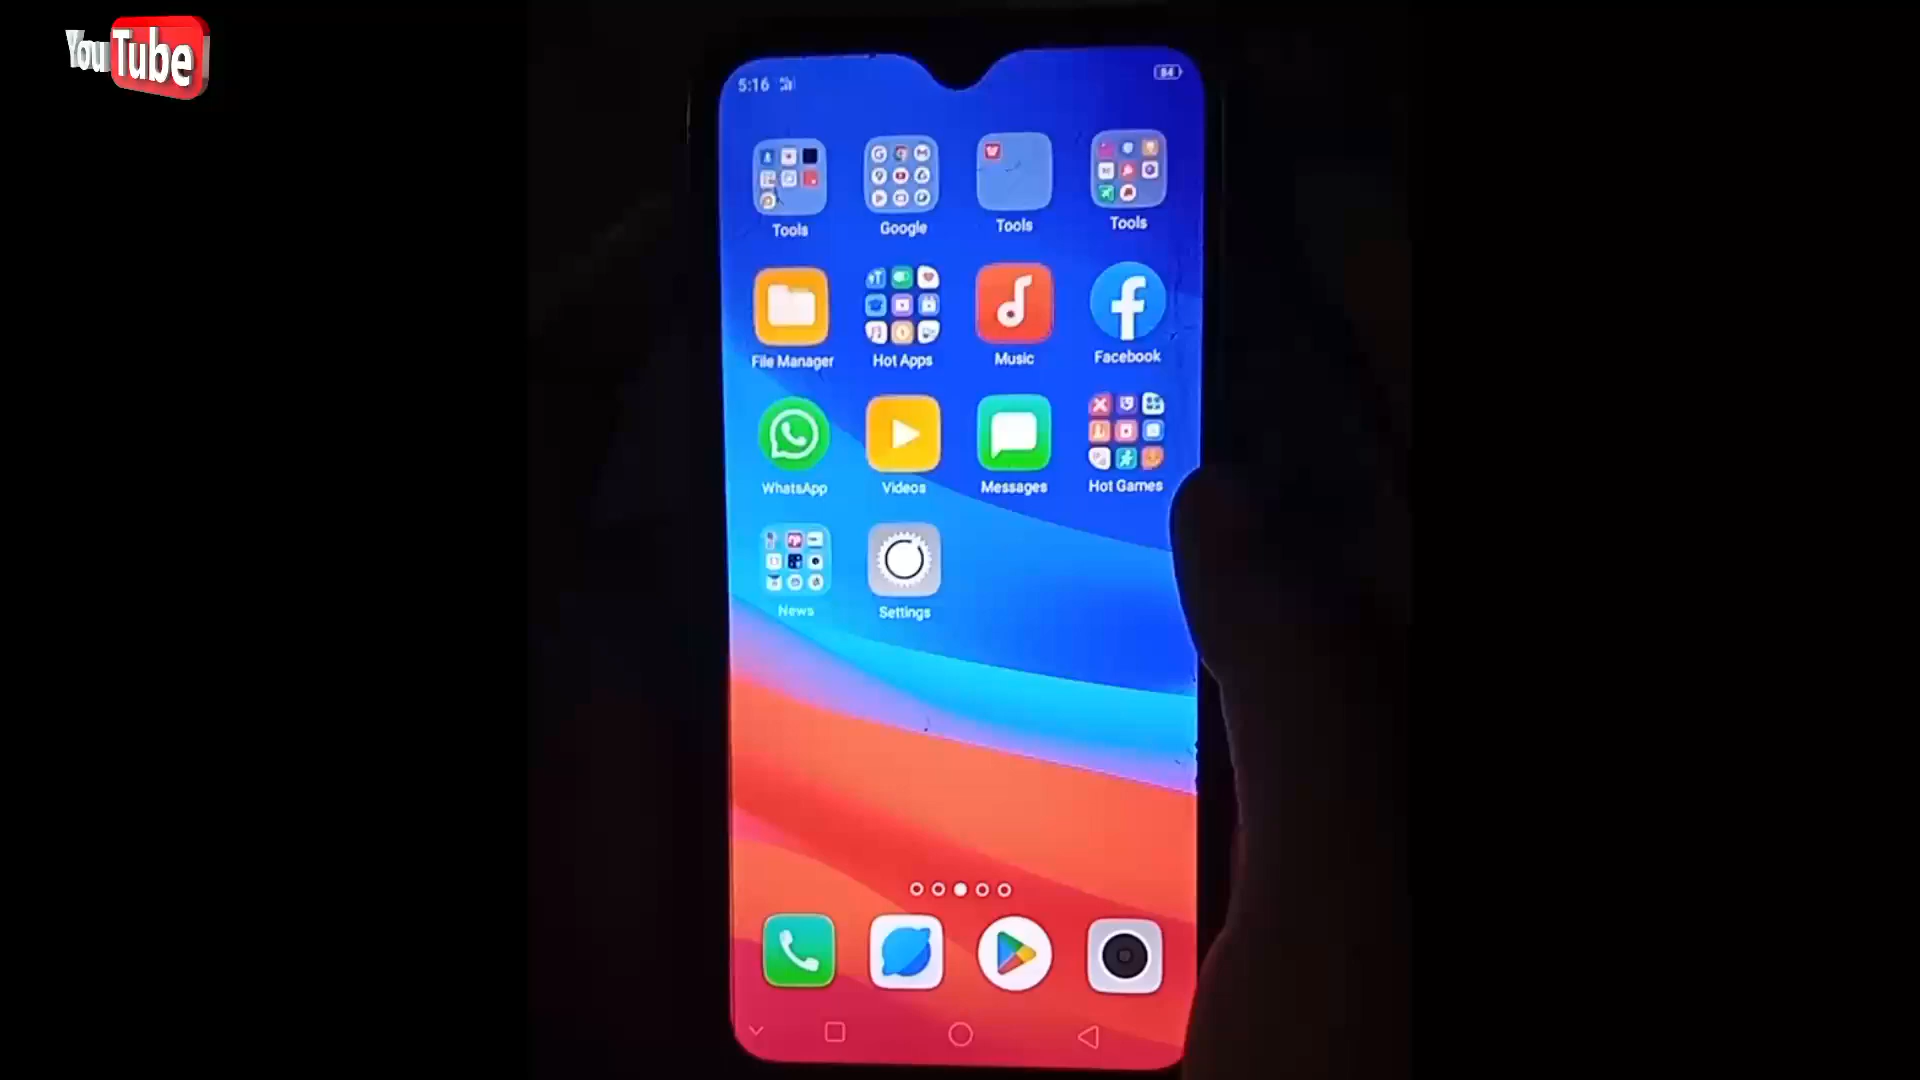 YouTube
5:16
84
Tools
Google
Tools
Tools
File Manager
Hot Apps
Music
Facebook
WhatsApp
Videos
Messages
Hot Games
News
Settings